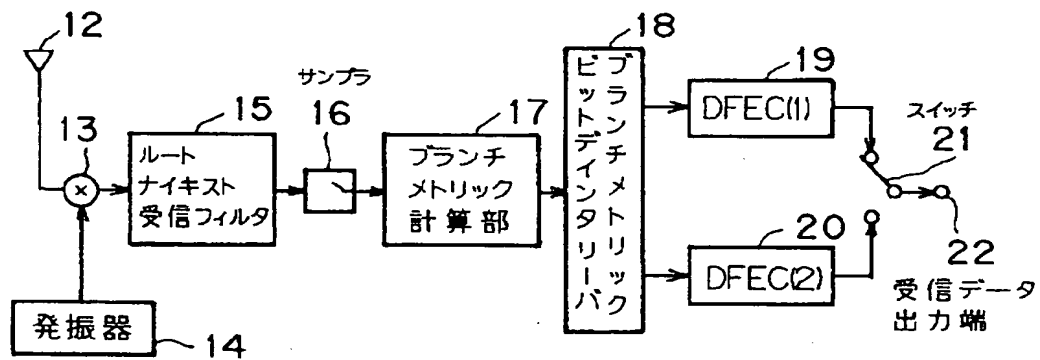 12
13
発振器
14
15
ルート
ナイキスト
受信フィルタ
サンプラ
16
17
ブランチ
メトリック
計算部
18
ブランチメトリック
ビットディンタリーバ
19
DFEC(1)
20
DFEC(2)
スイッチ
21
22
受信データ
出力端